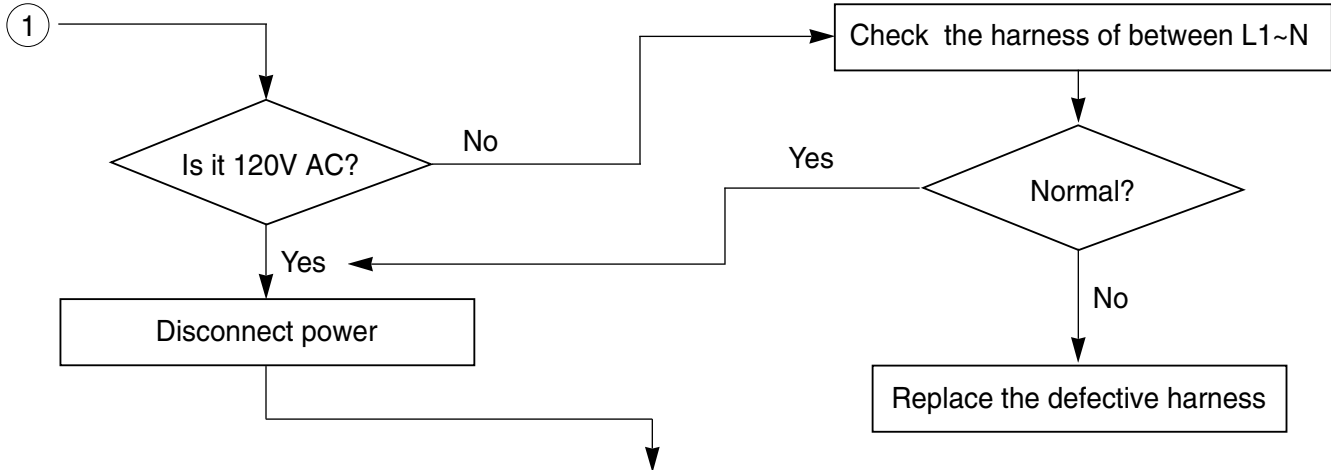 1
Check the harness of between L1~N
Is it 120V AC?
No
Yes
Normal?
Yes
No
Disconnect power
Replace the defective harness